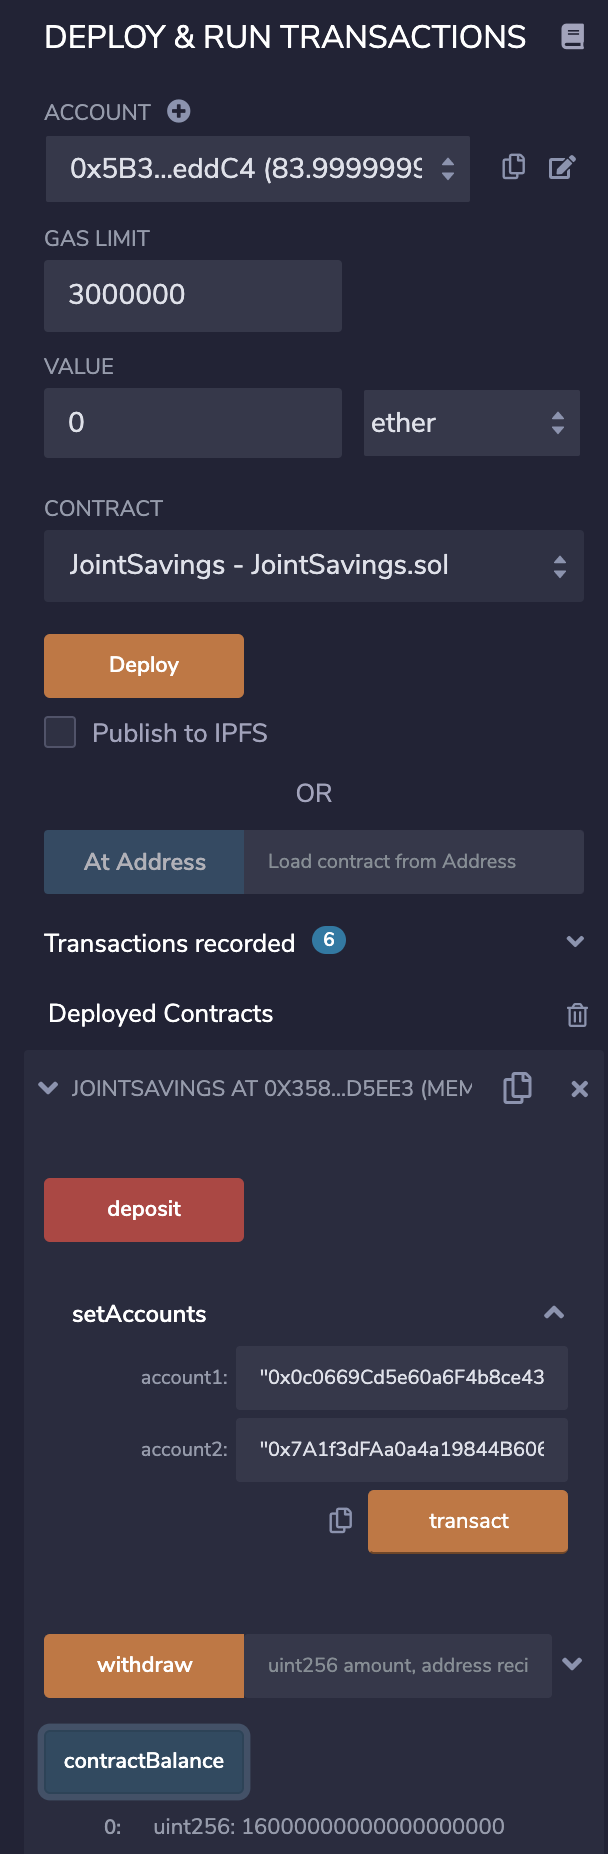 DEPLOY & RUN TRANSACTIONS
ACCOUNT
0x5B3...eddC4 (83.9999999
GAS LIMIT
3000000
VALUE
0 ether
CONTRACT
JointSavings - JointSavings.sol
Deploy
Publish to IPFS
OR
At Address Load contract from Address
Transactions recorded 6
Deployed Contracts
JOINTSAVINGS AT 0X358...D5EE3 (MEM
deposit
setAccounts
account1: "0x0c0669Cd5e60a6F4b8ce43
account2: "0x7A1f3dFAa0a4a19844B606
transact
withdraw uint256 amount, address reci
contractBalance
0: uint256: 16000000000000000000